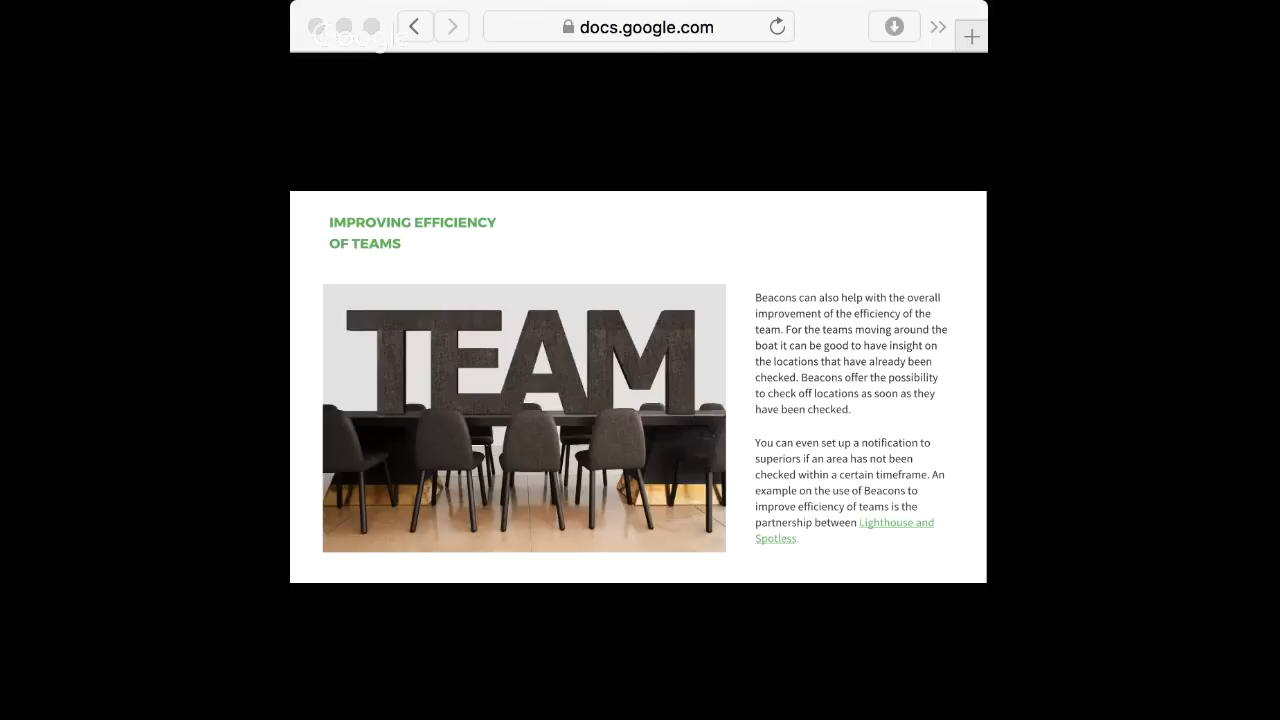 docs.google.com
Google
IMPROVING EFFICIENCY
OF TEAMS
TEAM
Beacons can also help with the overall
improvement of the efficiency of the
team. For the teams moving around the
boat it can be good to have insight on
the locations that have already been
checked. Beacons offer the possibility
to check off locations as soon as they
have been checked.
You can even set up a notification to
superiors if an area has not been
checked within a certain timeframe. An
example on the use of Beacons to
improve efficiency of teams is the
partnership between Lighthouse and
Spotless.